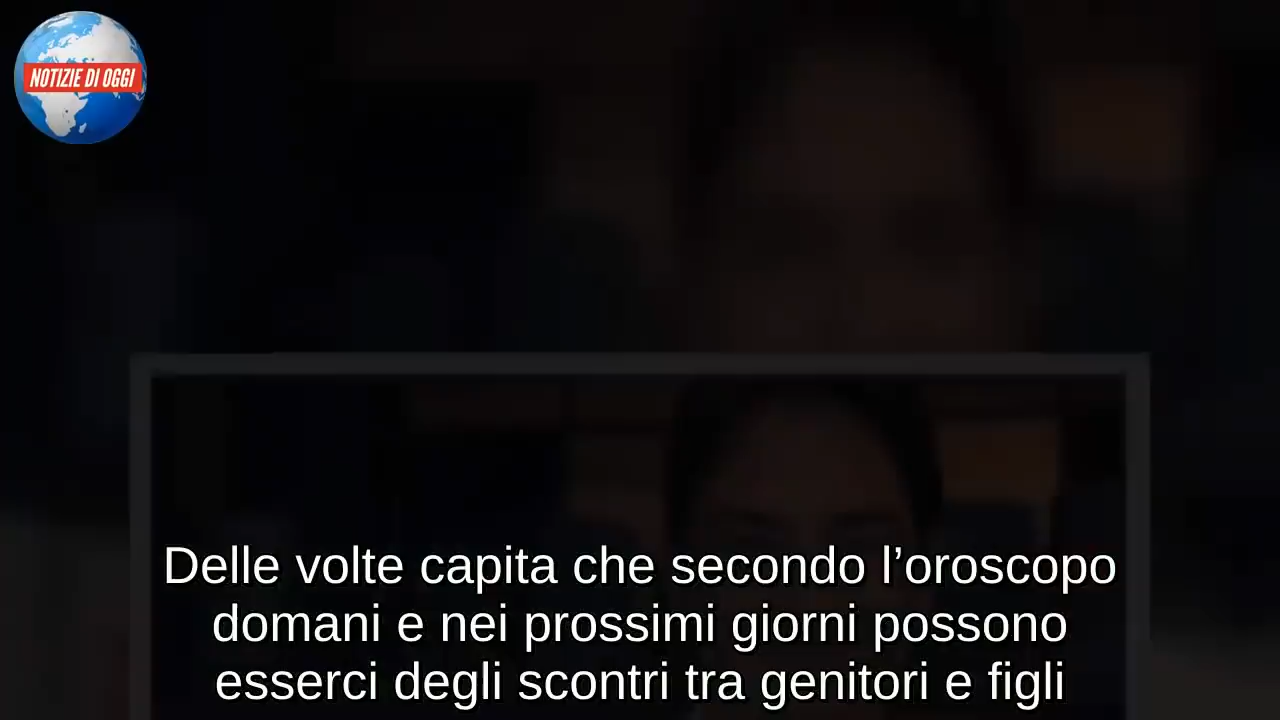 NOTIZIE DI OGGI
Delle volte capita che secondo l’oroscopo
domani e nei prossimi giorni possono
esserci degli scontri tra genitori e figli